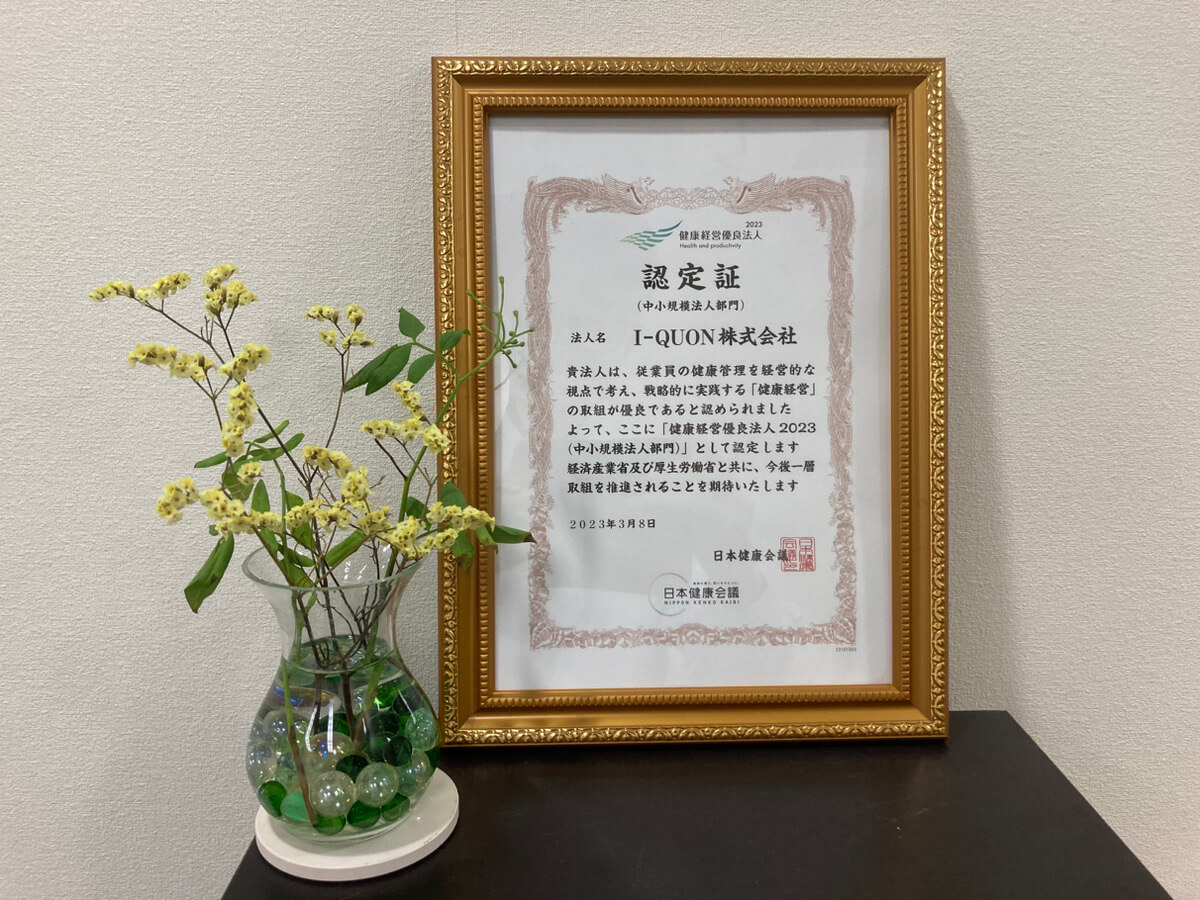 2023
健康経営優良法人
Health and productivity
認定証
(中小規模法人部門)
法人名 I-QUON株式会社
貴法人は、従業員の健康管理を経営的な
視点で考え、戦略的に実践する「健康経営」
の取組が優良であると認められました
よって、ここに「健康経営優良法人2023
(中小規模法人部門)」として認定します
経済産業省及び厚生労働省と共に、今後一層
取組を推進されることを期待いたします
2023年3月8日
日本健康会議
日本健康会議
NIPPON KENKO KAIGI